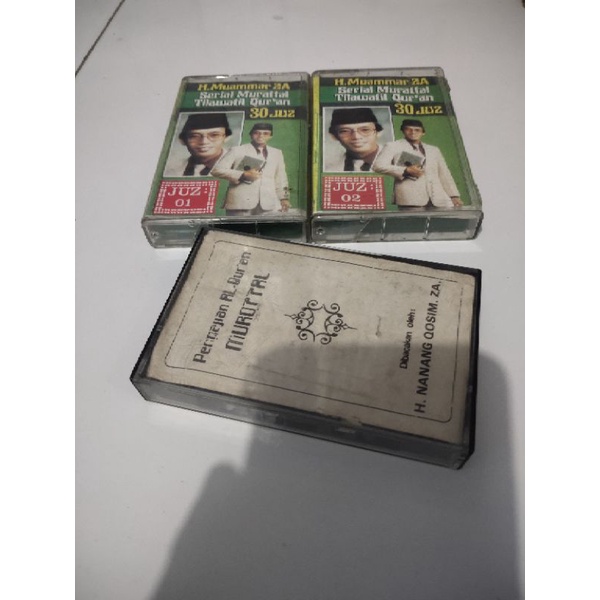 H.Muammar ZA
Serial Murattal
Tilawatil Qur'an
30 JUZ
JUZ:
01
H.Muammar ZA
Serial Murattal
Tilawatil Qur'an
30 JUZ
JUZ:
02
Pengajian AL-Qur'an
MUROTTAL
Dibacakan oleh:
H. NANANG QOSIM. ZA.